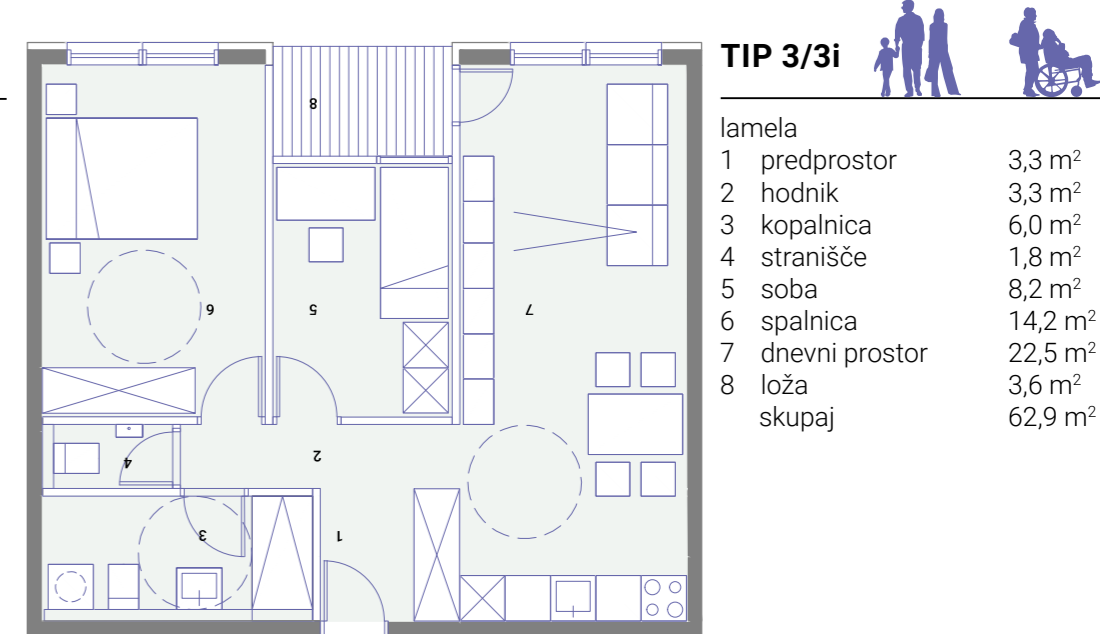 TIP 3/3i
lamela
1 predprostor 3,3 m²
2 hodnik 3,3 m²
3 kopalnica 6,0 m²
4 stranišče 1,8 m²
5 soba 8,2 m²
6 spalnica 14,2 m²
7 dnevni prostor 22,5 m²
8 loža 3,6 m²
skupaj 62,9 m²
8
6
5
7
4
2
3
1